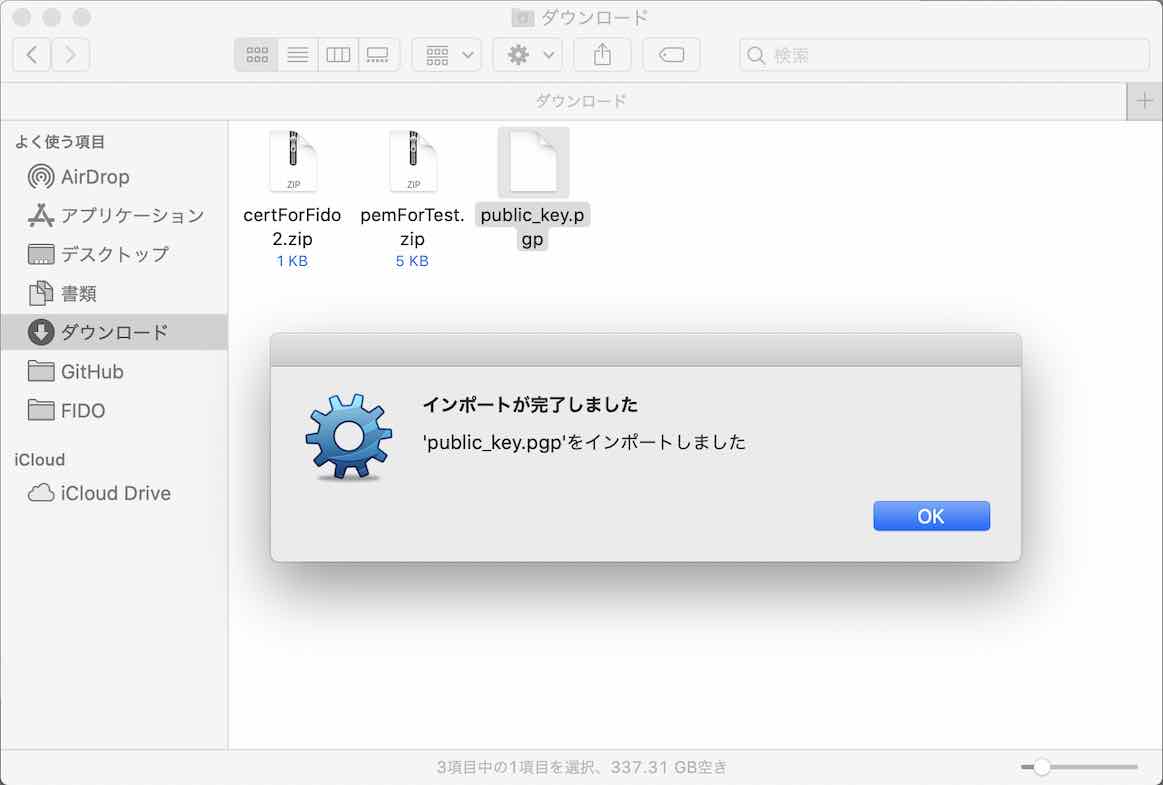 ダウンロード
検索
ダウンロード
よく使う項目
AirDrop
アプリケーション
デスクトップ
書類
ダウンロード
GitHub
FIDO
iCloud
iCloud Drive
ZIP
certForFido
2.zip
1 KB
ZIP
pemForTest.
zip
5 KB
public_key.p
gp
インポートが完了しました
'public_key.pgp'をインポートしました
OK
3項目中の1項目を選択、337.31 GB空き